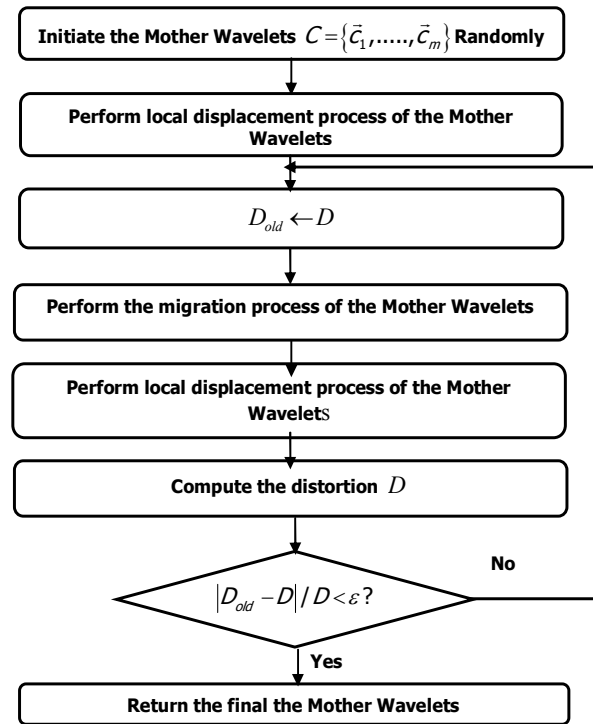 Initiate the Mother Wavelets C = {c⃗₁,.....,c⃗ₘ} Randomly
Perform local displacement process of the Mother
Wavelets
D_old ← D
Perform the migration process of the Mother Wavelets
Perform local displacement process of the Mother
Wavelets
Compute the distortion D
No
|D_old − D| / D < ε ?
Yes
Return the final the Mother Wavelets